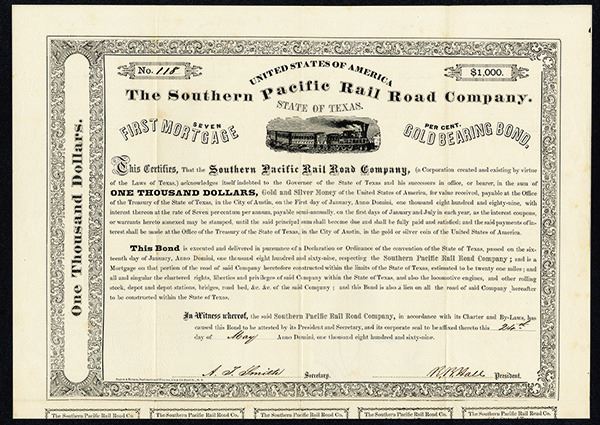 No. 118
UNITED STATES OF AMERICA
$1,000.
The Southern Pacific Rail Road Company.
STATE OF TEXAS.
FIRST MORTGAGE SEVEN PER CENT. GOLD BEARING BOND,
One Thousand Dollars.
This Certifies, That the Southern Pacific Rail Road Company, (a Corporation created and existing by virtue
of the Laws of Texas,) acknowledges itself indebted to the Governor of the State of Texas and his successors in office, or bearer, in the sum of
ONE THOUSAND DOLLARS, Gold and Silver Money of the United States of America, for value received, payable at the Office
of the Treasury of the State of Texas, in the City of Austin, on the First day of January, Anno Domini, one thousand eight hundred and eighty-nine, with
interest thereon at the rate of Seven per centum per annum, payable semi-annually, on the first days of January and July in each year, as the interest coupons,
or warrants hereto annexed may be stamped, until the said principal sum shall become due and shall be fully paid and satisfied; and the said payments of in-
terest shall be made at the Office of the Treasury of the State of Texas, in the City of Austin, in the gold or silver coin of the United States of America.
This Bond is executed and delivered in pursuance of a Declaration or Ordinance of the convention of the State of Texas, passed on the six-
teenth day of January, Anno Domini, one thousand eight hundred and sixty-nine, respecting the Southern Pacific Rail Road Company; and is a
Mortgage on that portion of the road of said Company heretofore constructed within the limits of the State of Texas, estimated to be twenty one miles; and
all and singular the chartered rights, liberties and privileges of said Company within the State of Texas, and also the locomotive engines, and other rolling
stock, depot and depot stations, bridges, road bed, &c. &c. of the said Company; and this Bond is also a lien on all the road of said Company hereafter
to be constructed within the State of Texas.
In Witness whereof, the said Southern Pacific Rail Road Company, in accordance with its Charter and By-Laws, has
caused this Bond to be attested by its President and Secretary, and its corporate seal to be affixed thereto this 24th
day of May Anno Domini, one thousand eight hundred and sixty-nine.
A. F. Smith Secretary. R. R. Hall President.
The Southern Pacific Rail Road Co. The Southern Pacific Rail Road Co. The Southern Pacific Rail Road Co. The Southern Pacific Rail Road Co. The Southern Pacific Rail Road Co.